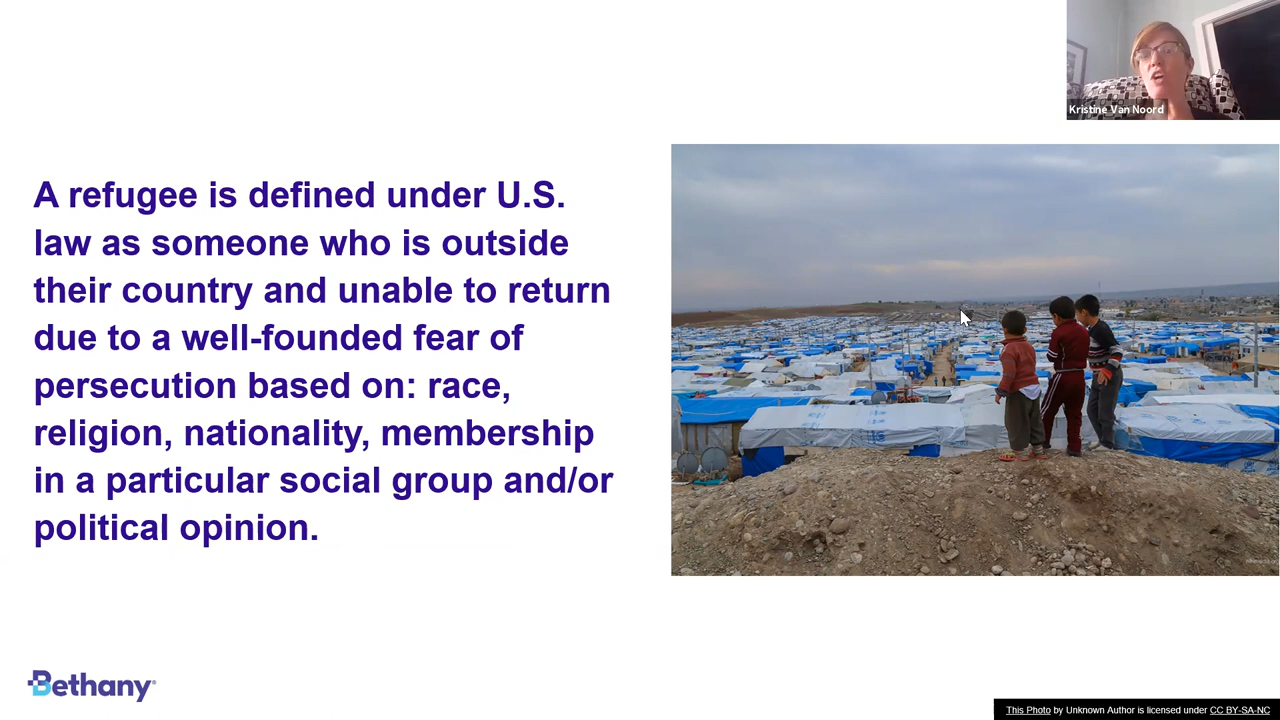 Kristine Van Noord
A refugee is defined under U.S.
law as someone who is outside
their country and unable to return
due to a well-founded fear of
persecution based on: race,
religion, nationality, membership
in a particular social group and/or
political opinion.
Bethany
This Photo by Unknown Author is licensed under CC BY-SA-NC